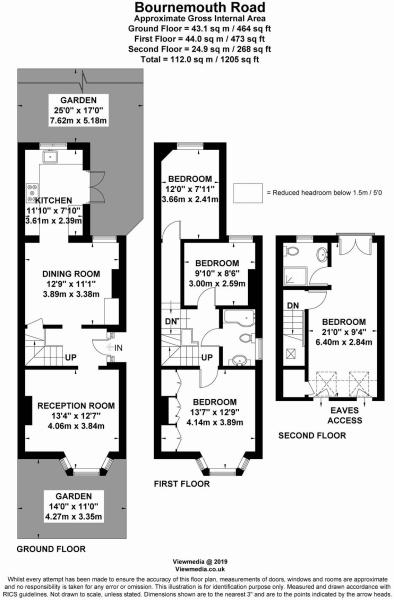 Bournemouth Road
Approximate Gross Internal Area
Ground Floor = 43.1 sq m / 464 sq ft
First Floor = 44.0 sq m / 473 sq ft
Second Floor = 24.9 sq m / 268 sq ft
Total = 112.0 sq m / 1205 sq ft
GARDEN
25'0" x 17'0"
7.62m x 5.18m
KITCHEN
11'10" x 7'10"
3.61m x 2.39m
DINING ROOM
12'9" x 11'1"
3.89m x 3.38m
UP
IN
RECEPTION ROOM
13'4" x 12'7"
4.06m x 3.84m
GARDEN
14'0" x 11'0"
4.27m x 3.35m
GROUND FLOOR
BEDROOM
12'0" x 7'11"
3.66m x 2.41m
BEDROOM
9'10" x 8'6"
3.00m x 2.59m
DN
UP
BEDROOM
13'7" x 12'9"
4.14m x 3.89m
FIRST FLOOR
= Reduced headroom below 1.5m / 5'0
DN
BEDROOM
21'0" x 9'4"
6.40m x 2.84m
EAVES
ACCESS
SECOND FLOOR
Viewmedia @ 2019
Viewmedia.co.uk
Whilst every attempt has been made to ensure the accuracy of this floor plan, measurements of doors, windows and rooms are approximate
and no responsibility is taken for any error or omission. This illustration is for identification purpose only. Measured and drawn accordance with
RICS guidelines. Not drawn to scale, unless stated. Dimensions shown are to the nearest 3" and are to the points indicated by the arrow heads.